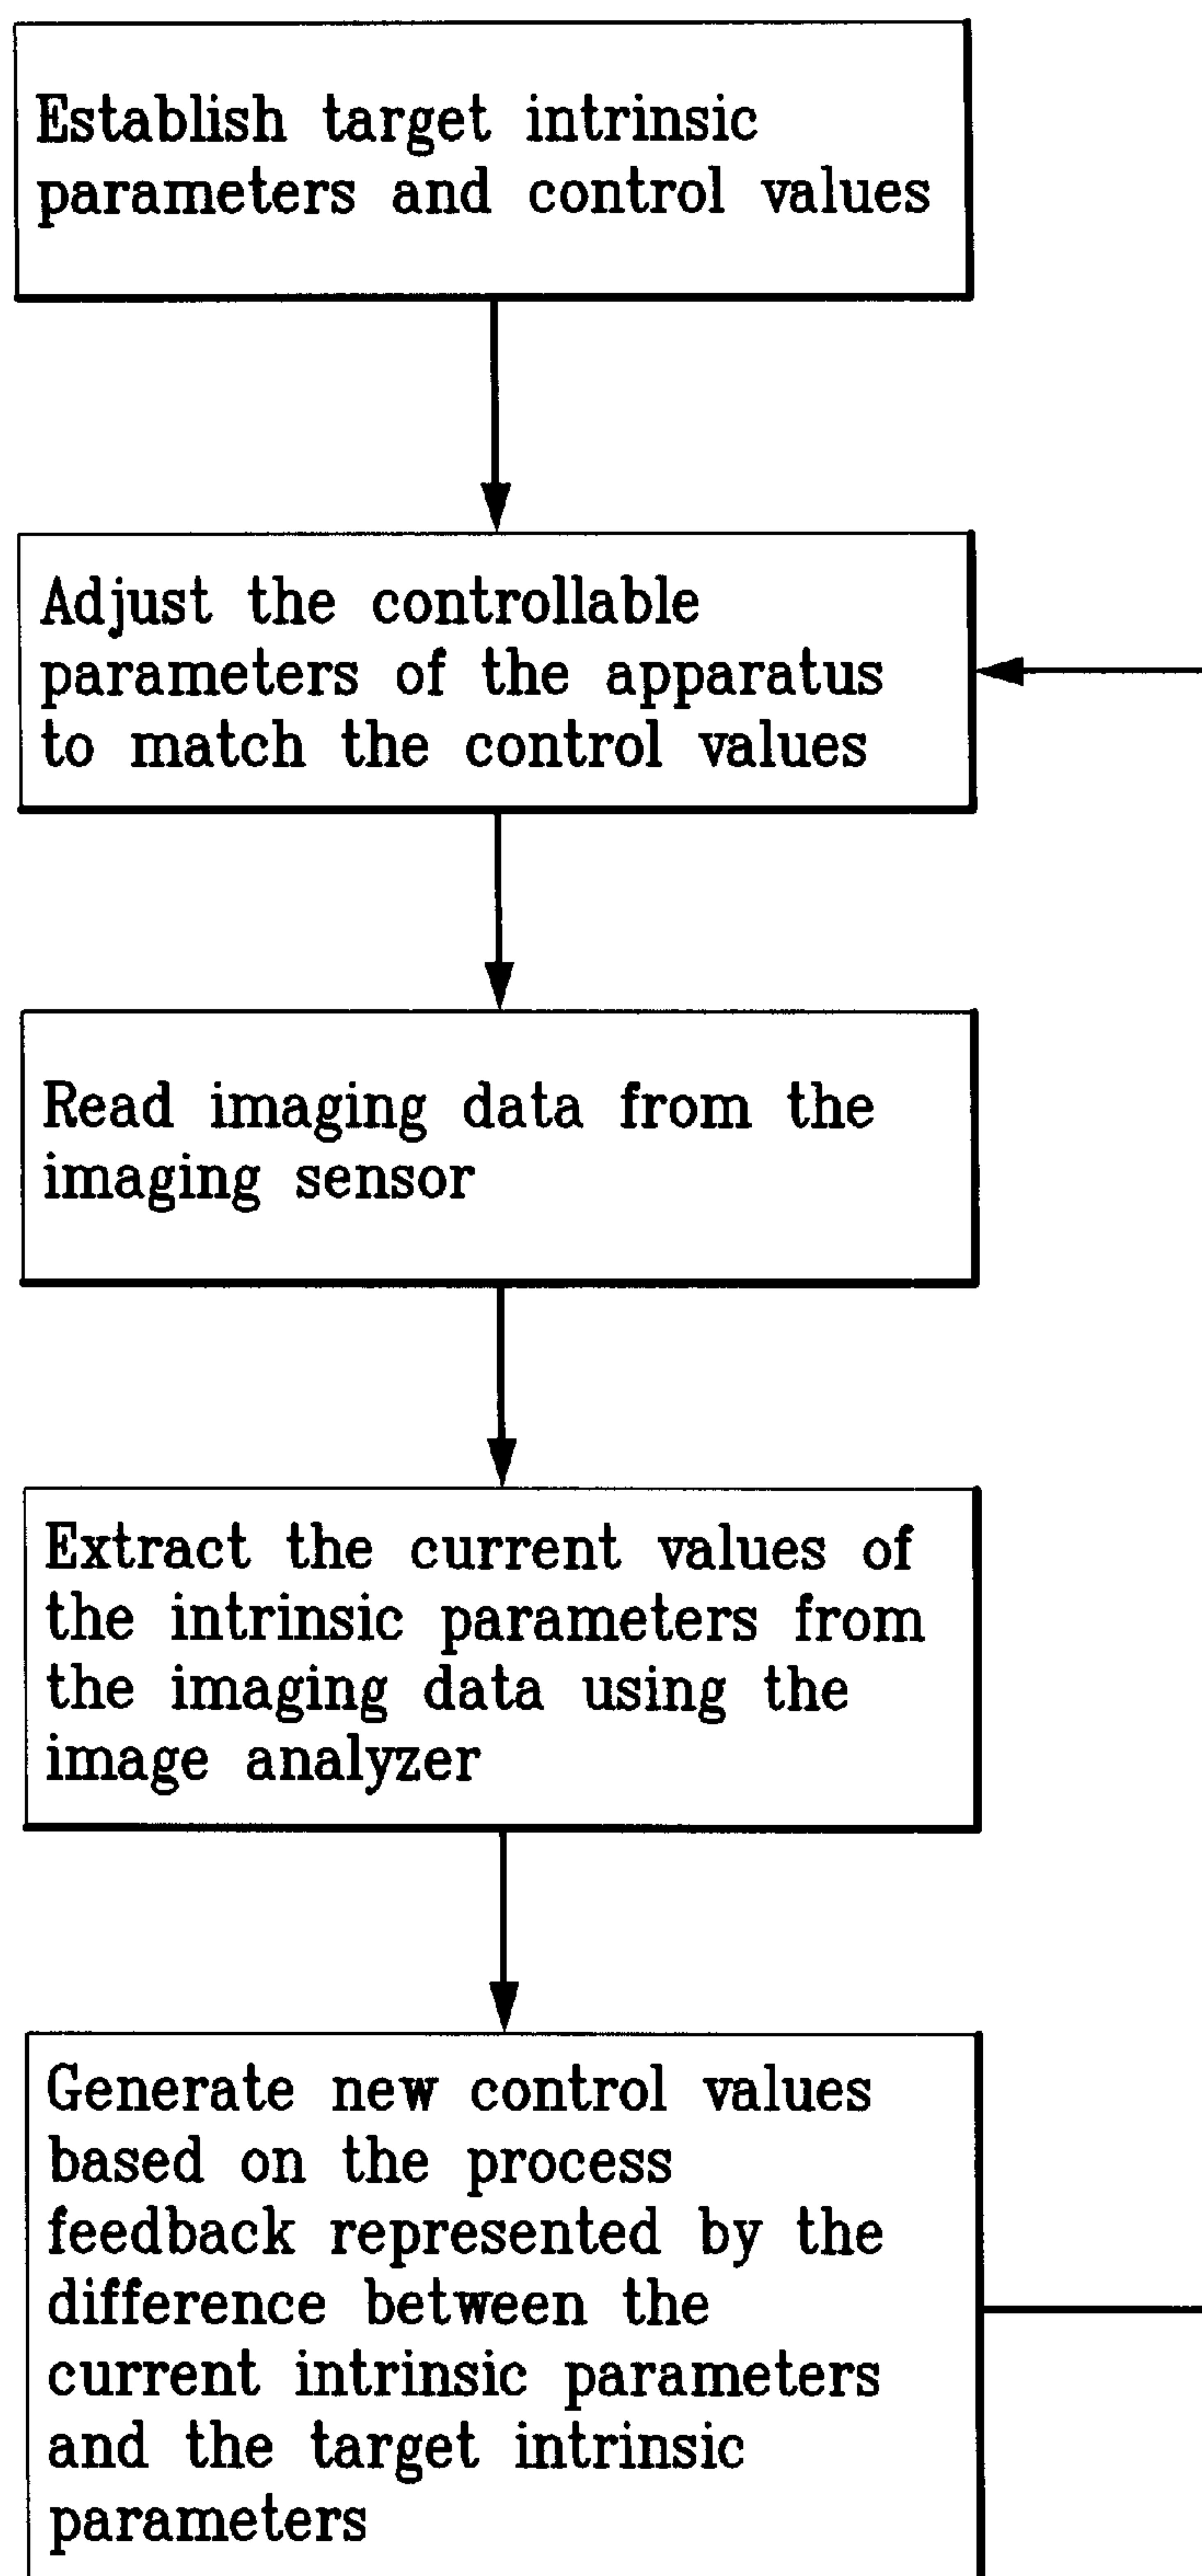 Establish target intrinsic
parameters and control values
Adjust the controllable
parameters of the apparatus
to match the control values
Read imaging data from the
imaging sensor
Extract the current values of
the intrinsic parameters from
the imaging data using the
image analyzer
Generate new control values
based on the process
feedback represented by the
difference between the
current intrinsic parameters
and the target intrinsic
parameters